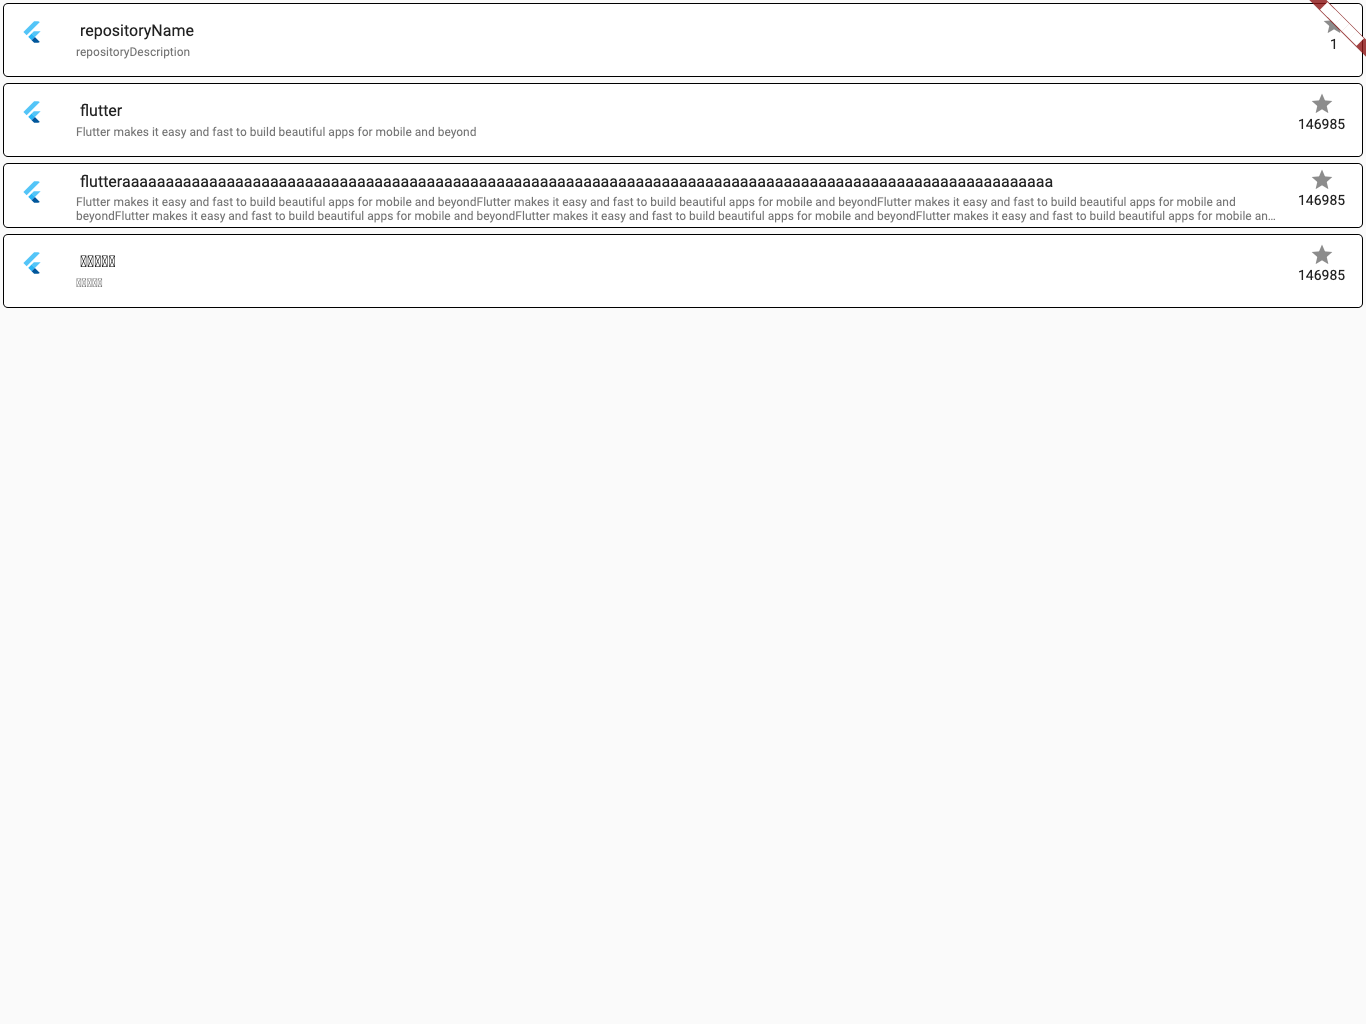 repositoryName
repositoryDescription
1
flutter
Flutter makes it easy and fast to build beautiful apps for mobile and beyond
146985
flutteraaaaaaaaaaaaaaaaaaaaaaaaaaaaaaaaaaaaaaaaaaaaaaaaaaaaaaaaaaaaaaaaaaaaaaaaaaaaaaaaaaaaaaaaaaaaaaaaaaaaaaaaaaa
Flutter makes it easy and fast to build beautiful apps for mobile and beyondFlutter makes it easy and fast to build beautiful apps for mobile and beyondFlutter makes it easy and fast to build beautiful apps for mobile and
beyondFlutter makes it easy and fast to build beautiful apps for mobile and beyondFlutter makes it easy and fast to build beautiful apps for mobile and beyondFlutter makes it easy and fast to build beautiful apps for mobile an…
146985
146985